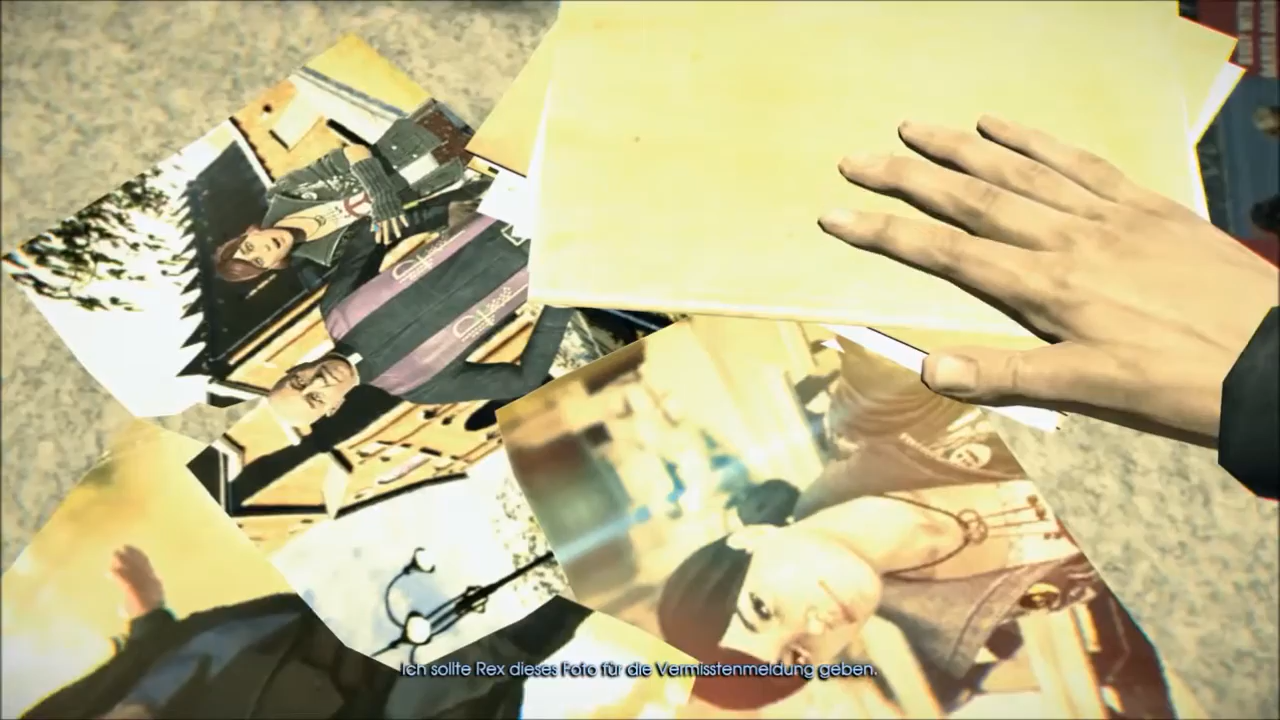 Ich sollte Rex dieses Foto für die Vermisstenmeldung geben.